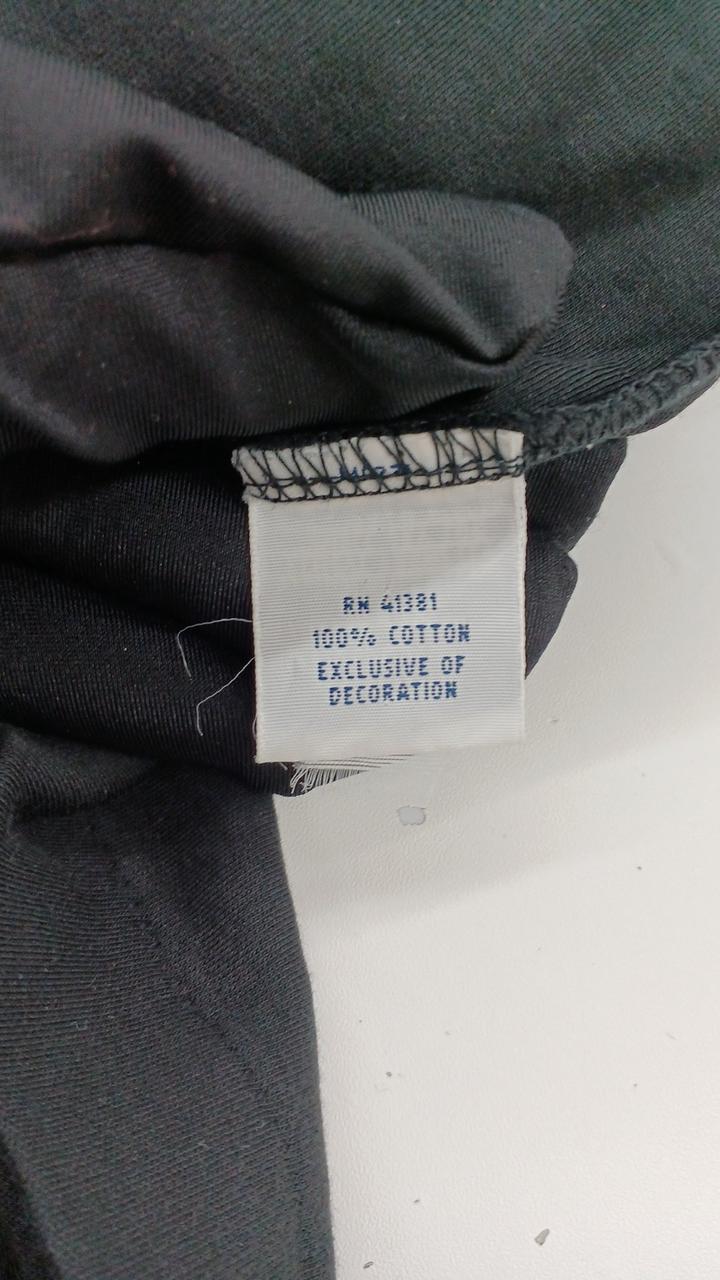 RN 41381
100% COTTON
EXCLUSIVE OF
DECORATION